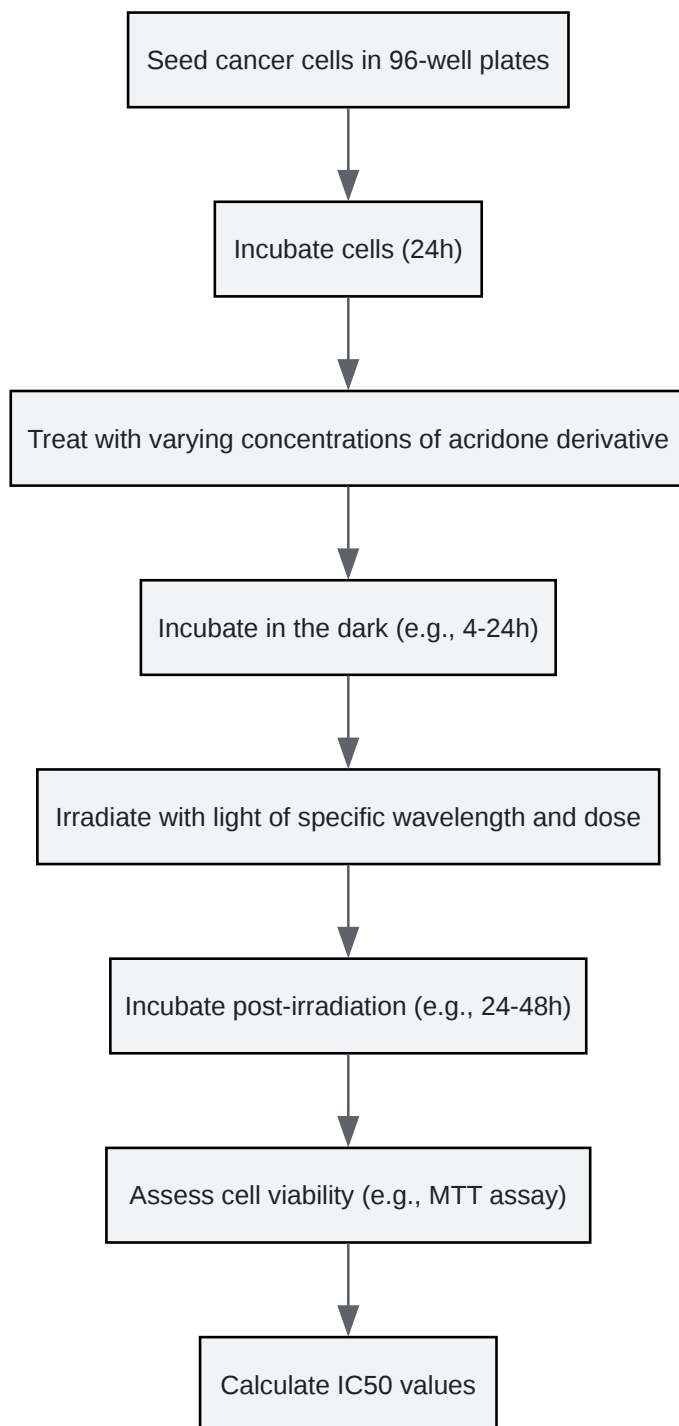 Seed cancer cells in 96-well plates
Incubate cells (24h)
Treat with varying concentrations of acridone derivative
Incubate in the dark (e.g., 4-24h)
Irradiate with light of specific wavelength and dose
Incubate post-irradiation (e.g., 24-48h)
Assess cell viability (e.g., MTT assay)
Calculate IC50 values